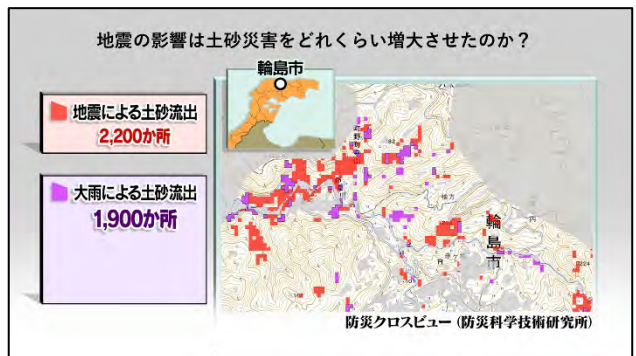 地震の影響は土砂災害をどれくらい増大させたのか？
輪島市
地震による土砂流出
2,200か所
大雨による土砂流出
1,900か所
輪島市
防災クロスビュー（防災科学技術研究所）